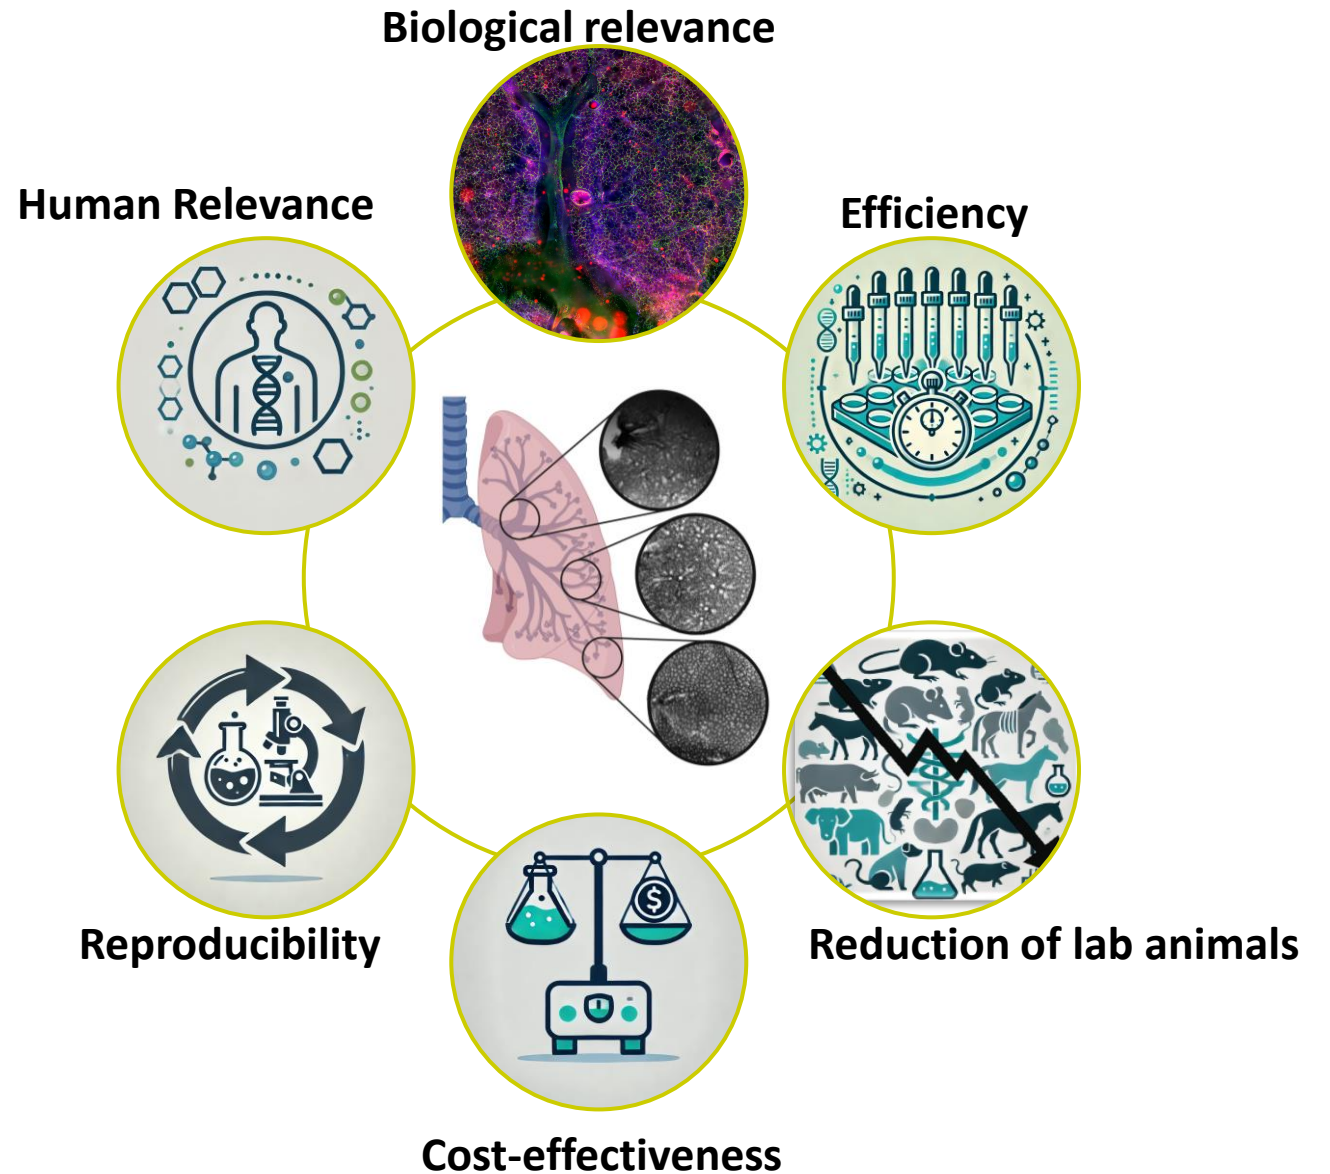 Biological relevance
Human Relevance
Efficiency
$
Reproducibility
Reduction of lab animals
Cost-effectiveness